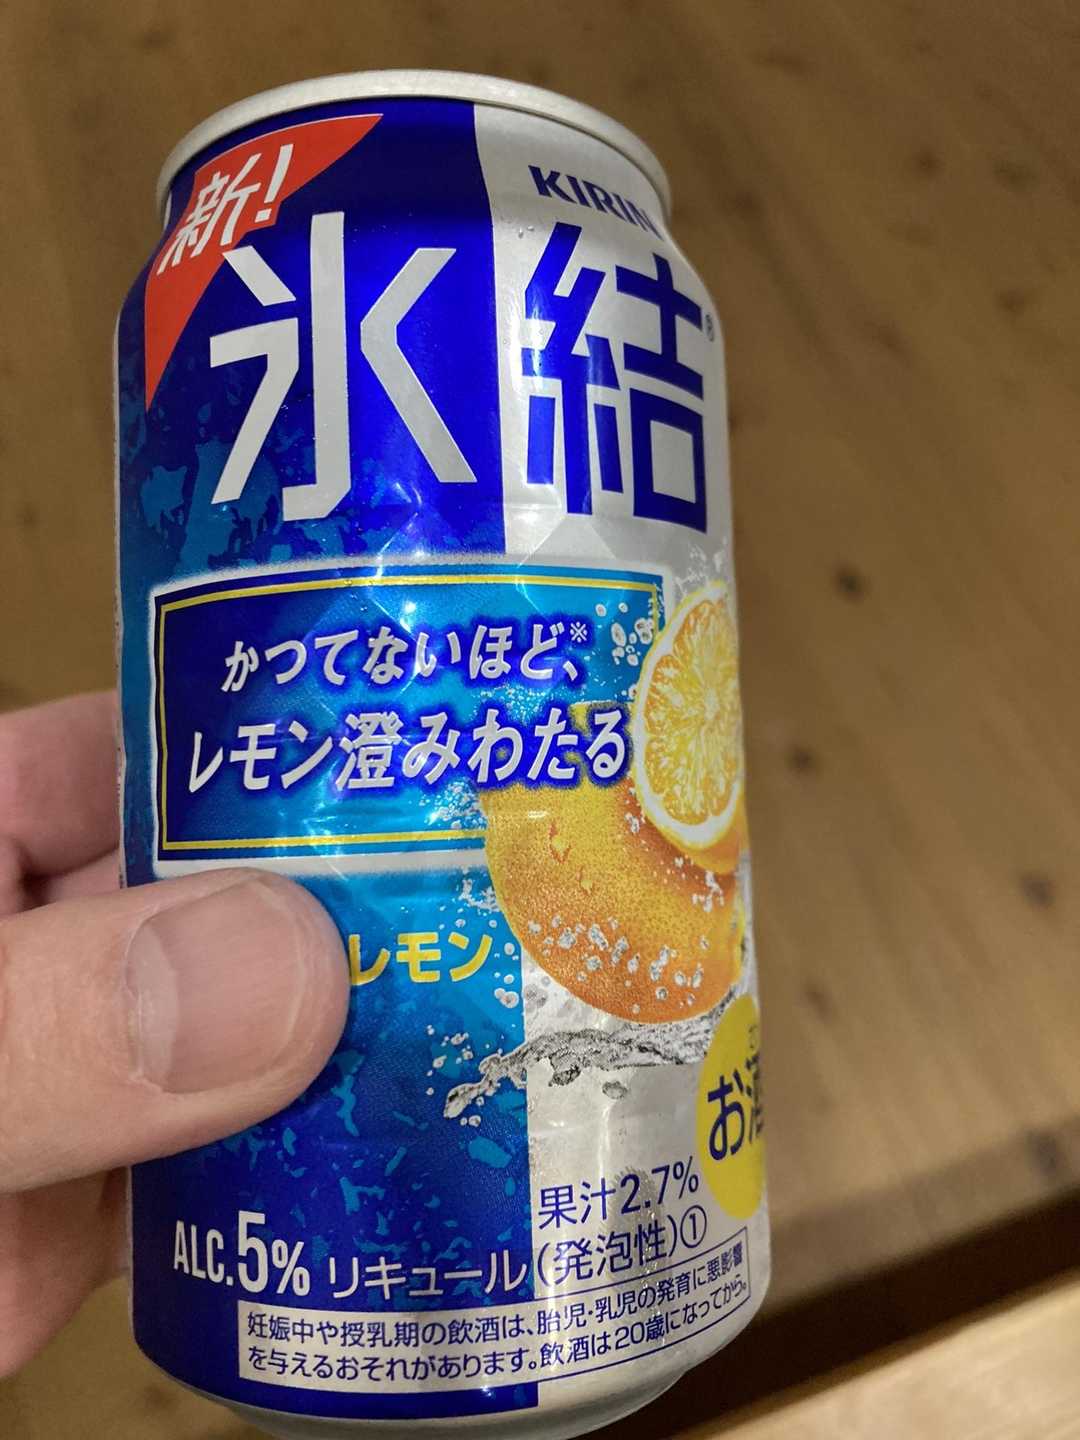 新!
KIRIN
氷結®
かつてないほど、※
レモン澄みわたる
レモン
お酒
果汁2.7%
ALC.5% リキュール(発泡性)①
妊娠中や授乳期の飲酒は、胎児・乳児の発育に悪影響
を与えるおそれがあります。飲酒は20歳になってから。